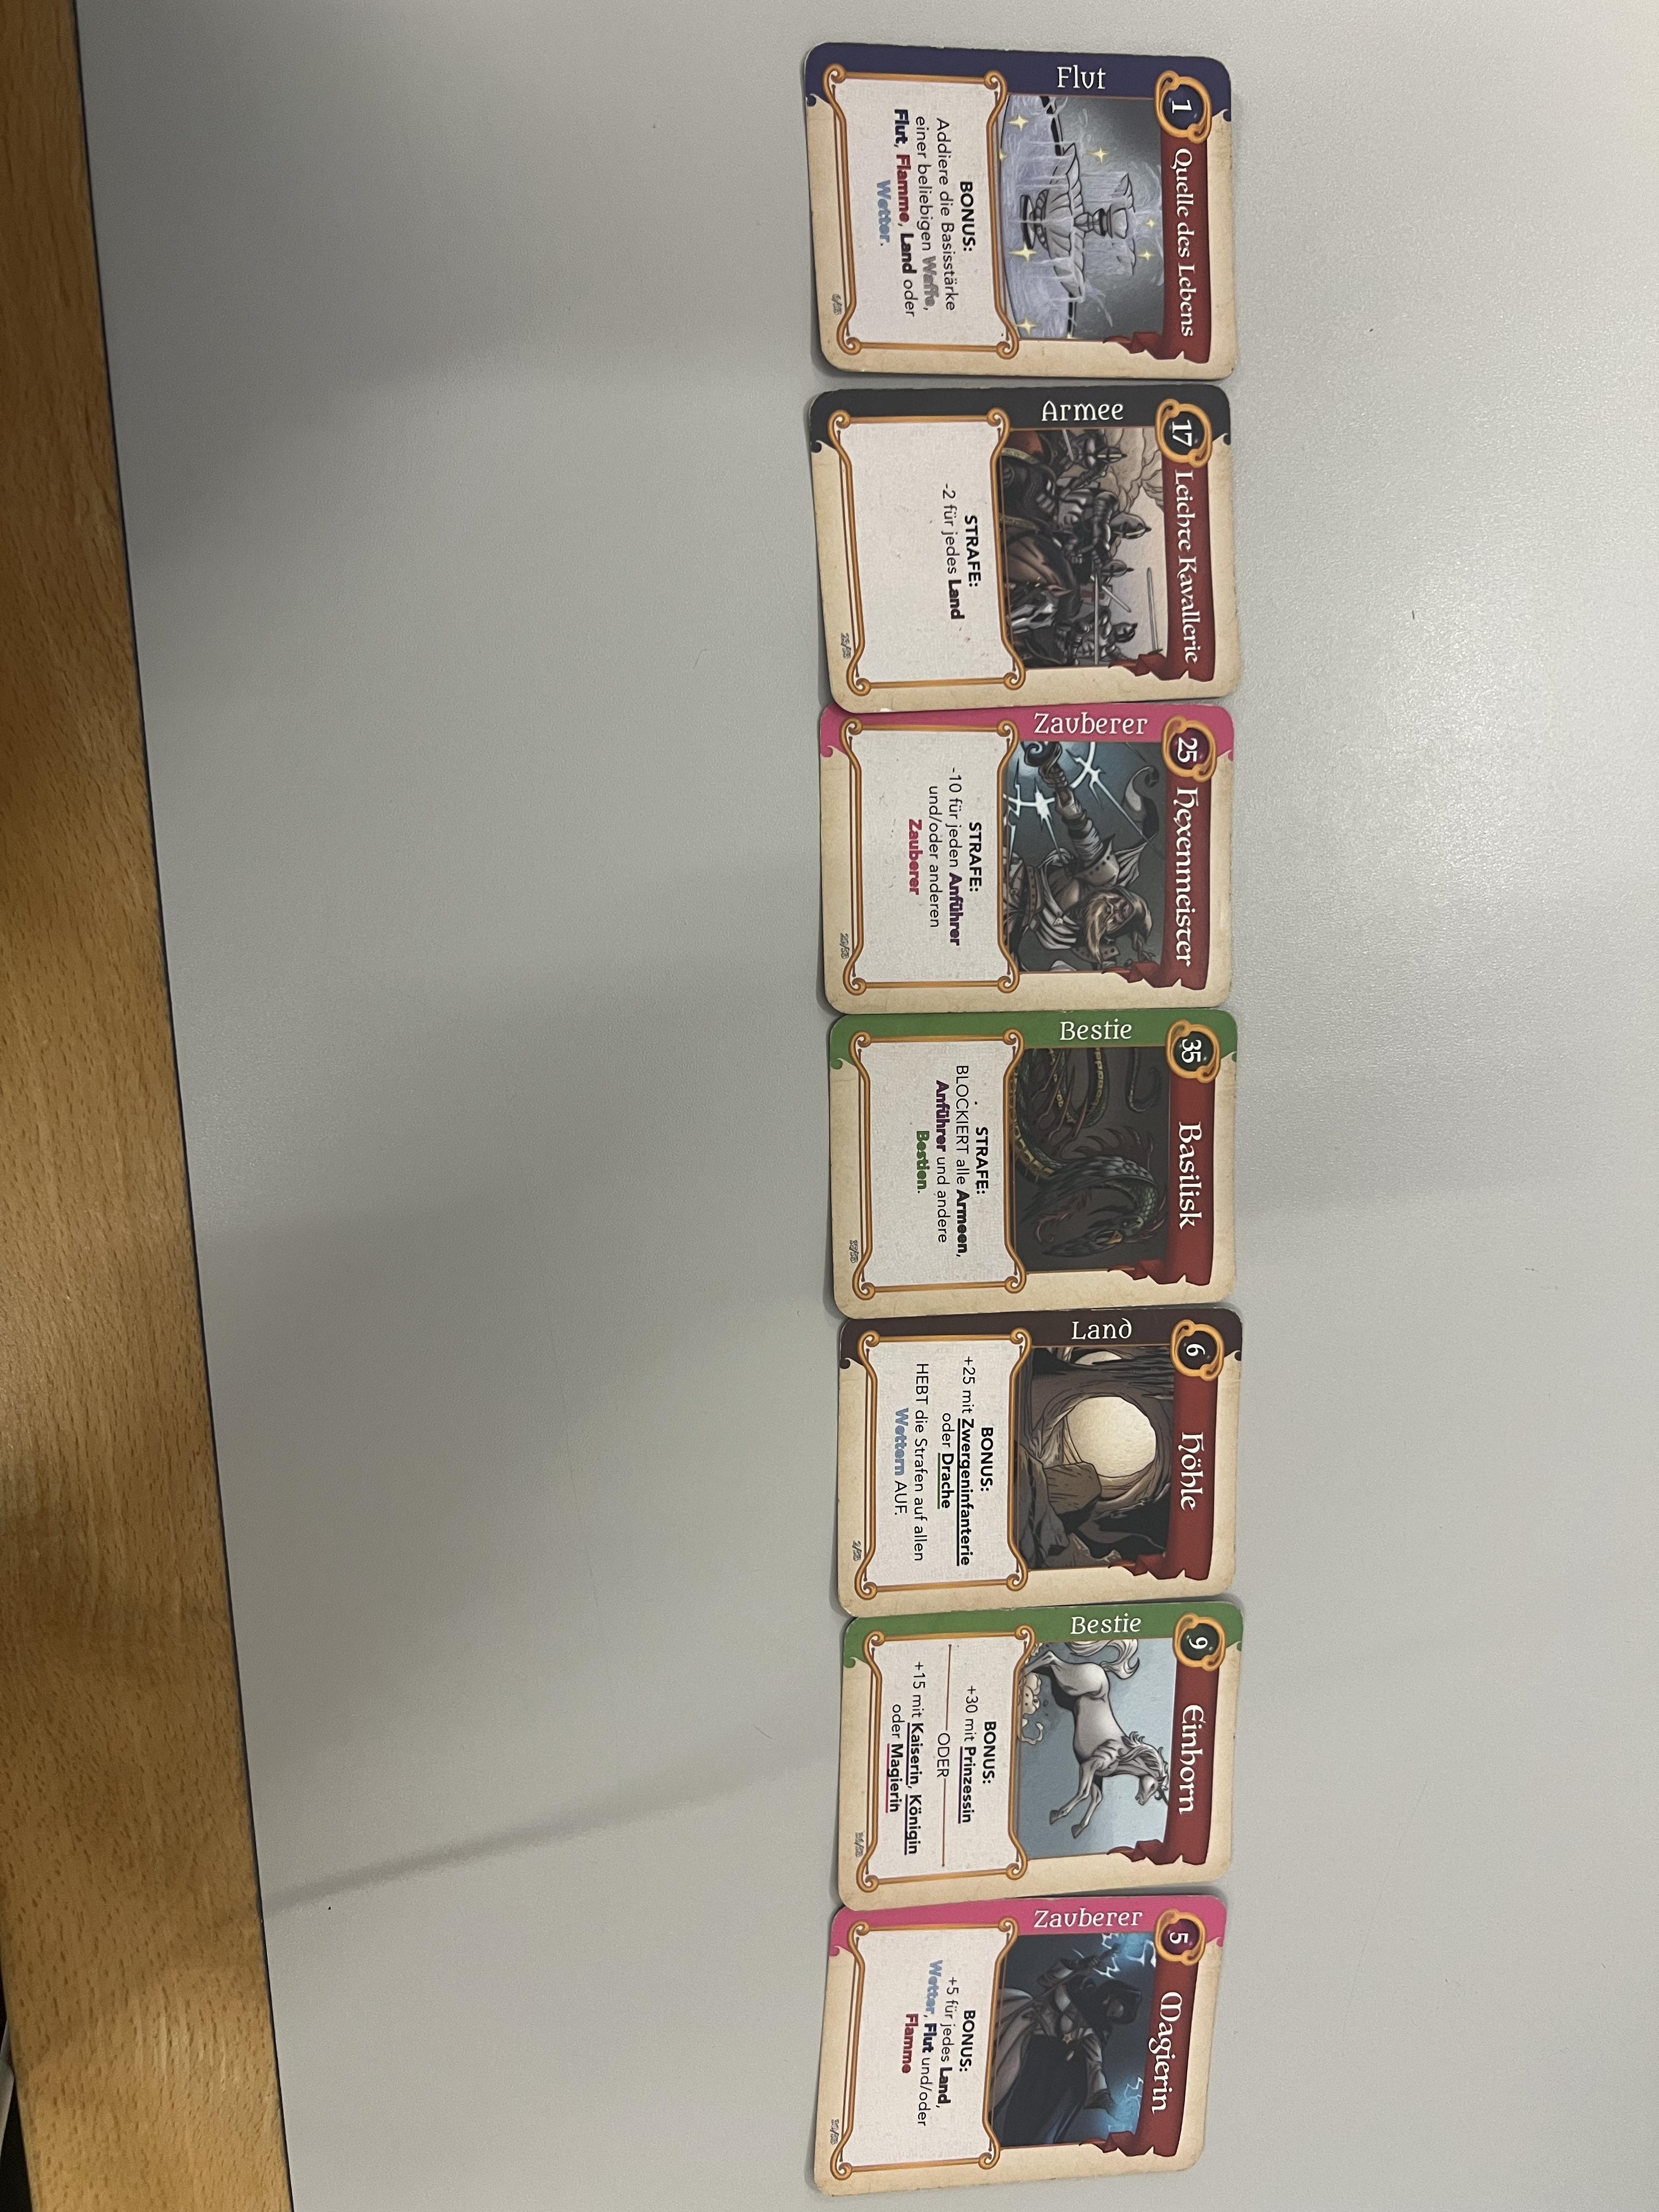 Flut
1
Quelle des Lebens
BONUS:
Addiere die Basisstärke
einer beliebigen Waffe,
Flut, Flamme, Land oder
Wetter.
Armee
17
Leichte Kavallerie
STRAFE:
-2 für jedes Land
Zauberer
25
Hexenmeister
STRAFE:
-10 für jeden Anführer
und/oder anderen
Zauberer
Bestie
35
Basilisk
STRAFE:
BLOCKIERT alle Armeen,
Anführer und andere
Bestien.
Land
6
Höhle
BONUS:
+25 mit Zwergeninfanterie
oder Drache
HEBT die Strafen auf allen
Wettern AUF.
Bestie
9
Einhorn
BONUS:
+30 mit Prinzessin
ODER
+15 mit Kaiserin, Königin
oder Magierin
Zauberer
5
Magierin
BONUS:
+5 für jedes Land,
Wetter, Flut und/oder
Flamme